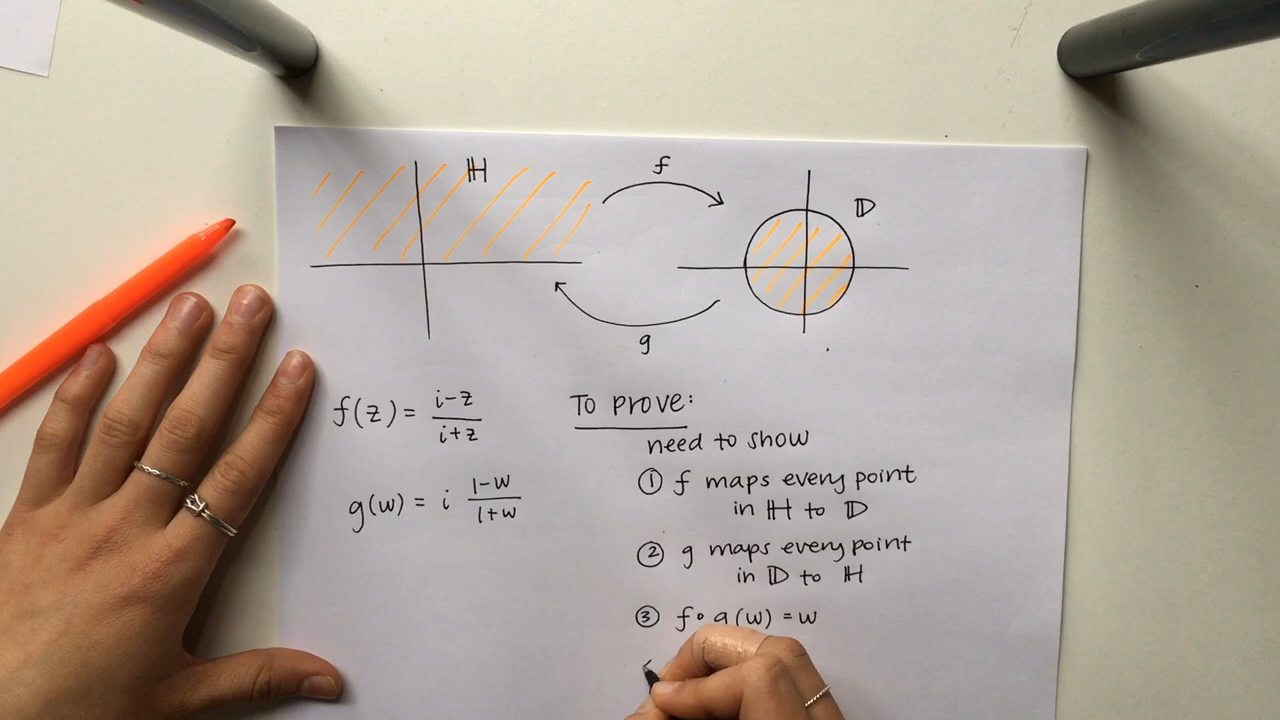 ℍ
f
𝔻
g
f(z) = (i-z)/(i+z)
g(w) = i (1-w)/(1+w)
To prove:
need to show
① f maps every point
in ℍ to 𝔻
② g maps every point
in 𝔻 to ℍ
③ f∘g(w) = w